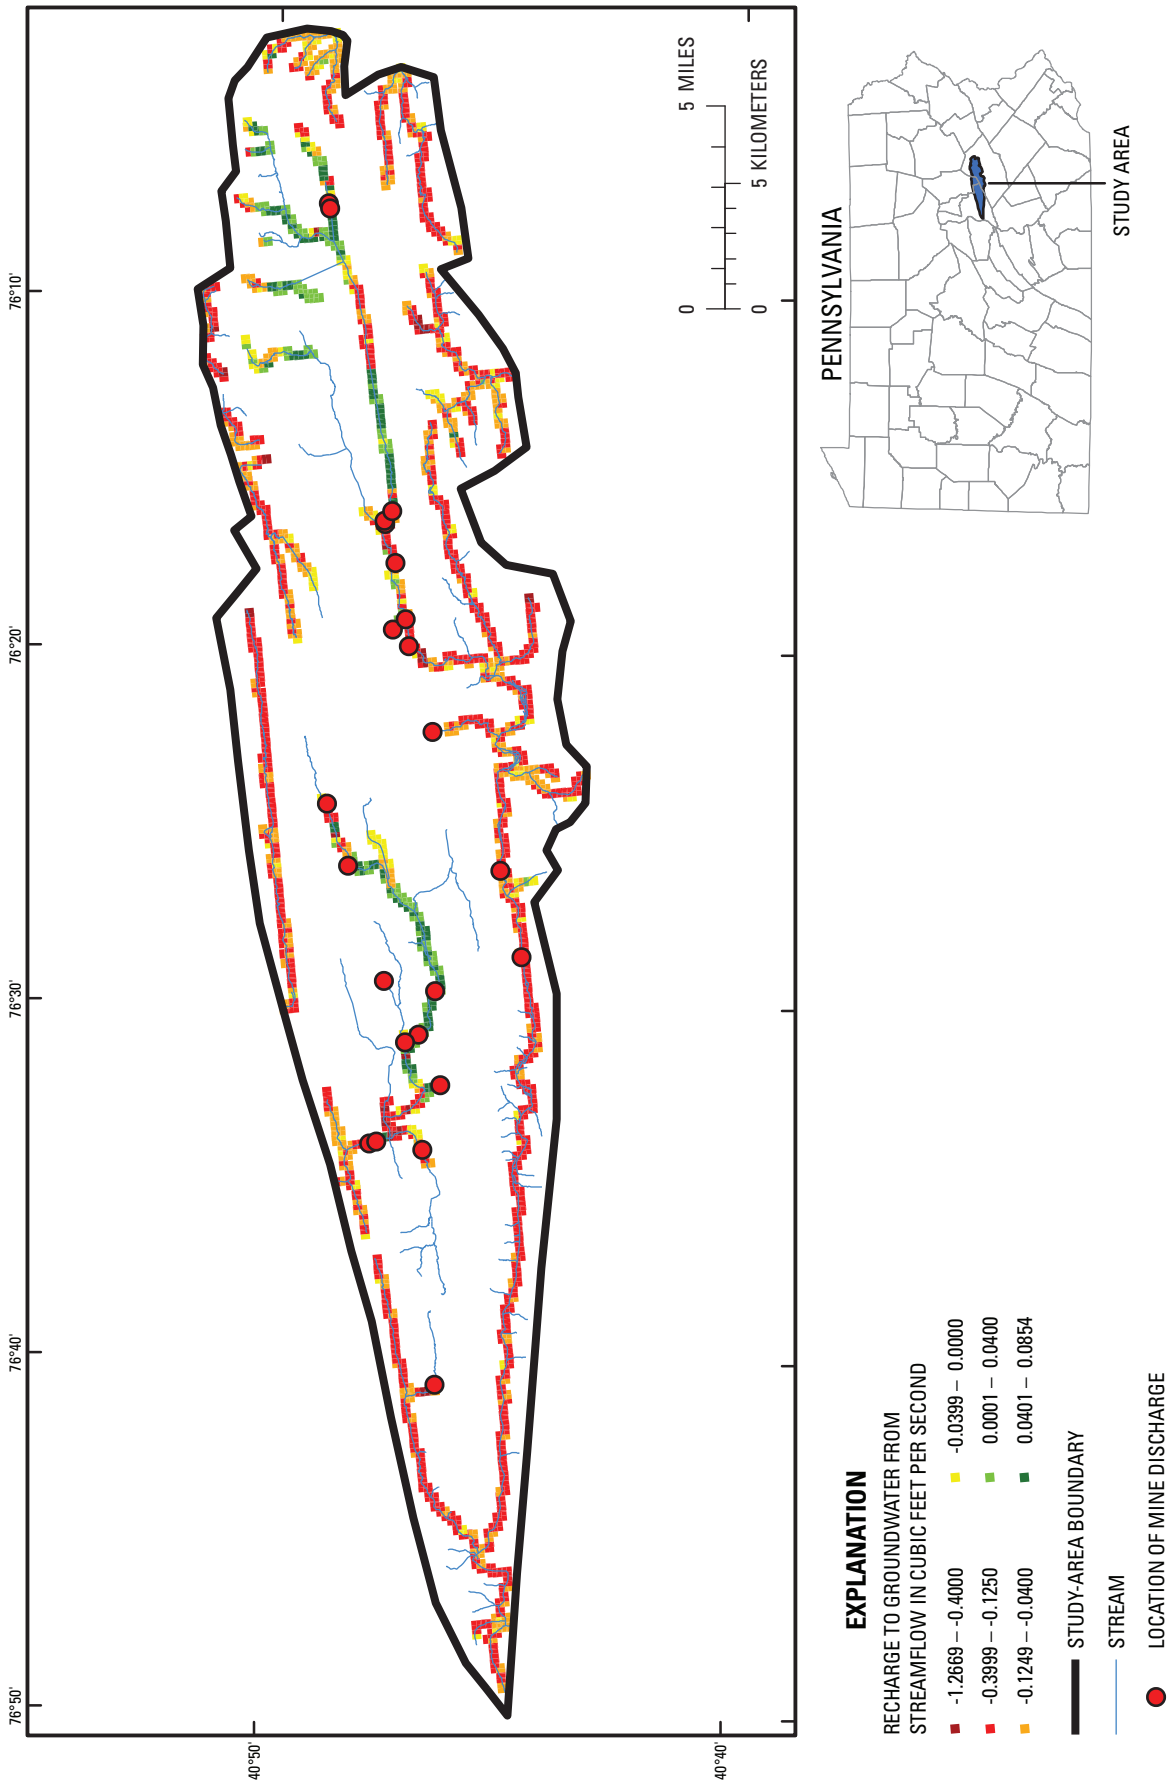 76°50'
76°40'
76°30'
76°20'
76°10'
40°50'
40°40'
0
5 MILES
0
5 KILOMETERS
EXPLANATION
RECHARGE TO GROUNDWATER FROM
STREAMFLOW IN CUBIC FEET PER SECOND
-1.2669 – -0.4000
-0.3999 – -0.1250
-0.1249 – -0.0400
-0.0399 – 0.0000
0.0001 – 0.0400
0.0401 – 0.0854
STUDY-AREA BOUNDARY
STREAM
LOCATION OF MINE DISCHARGE
PENNSYLVANIA
STUDY AREA